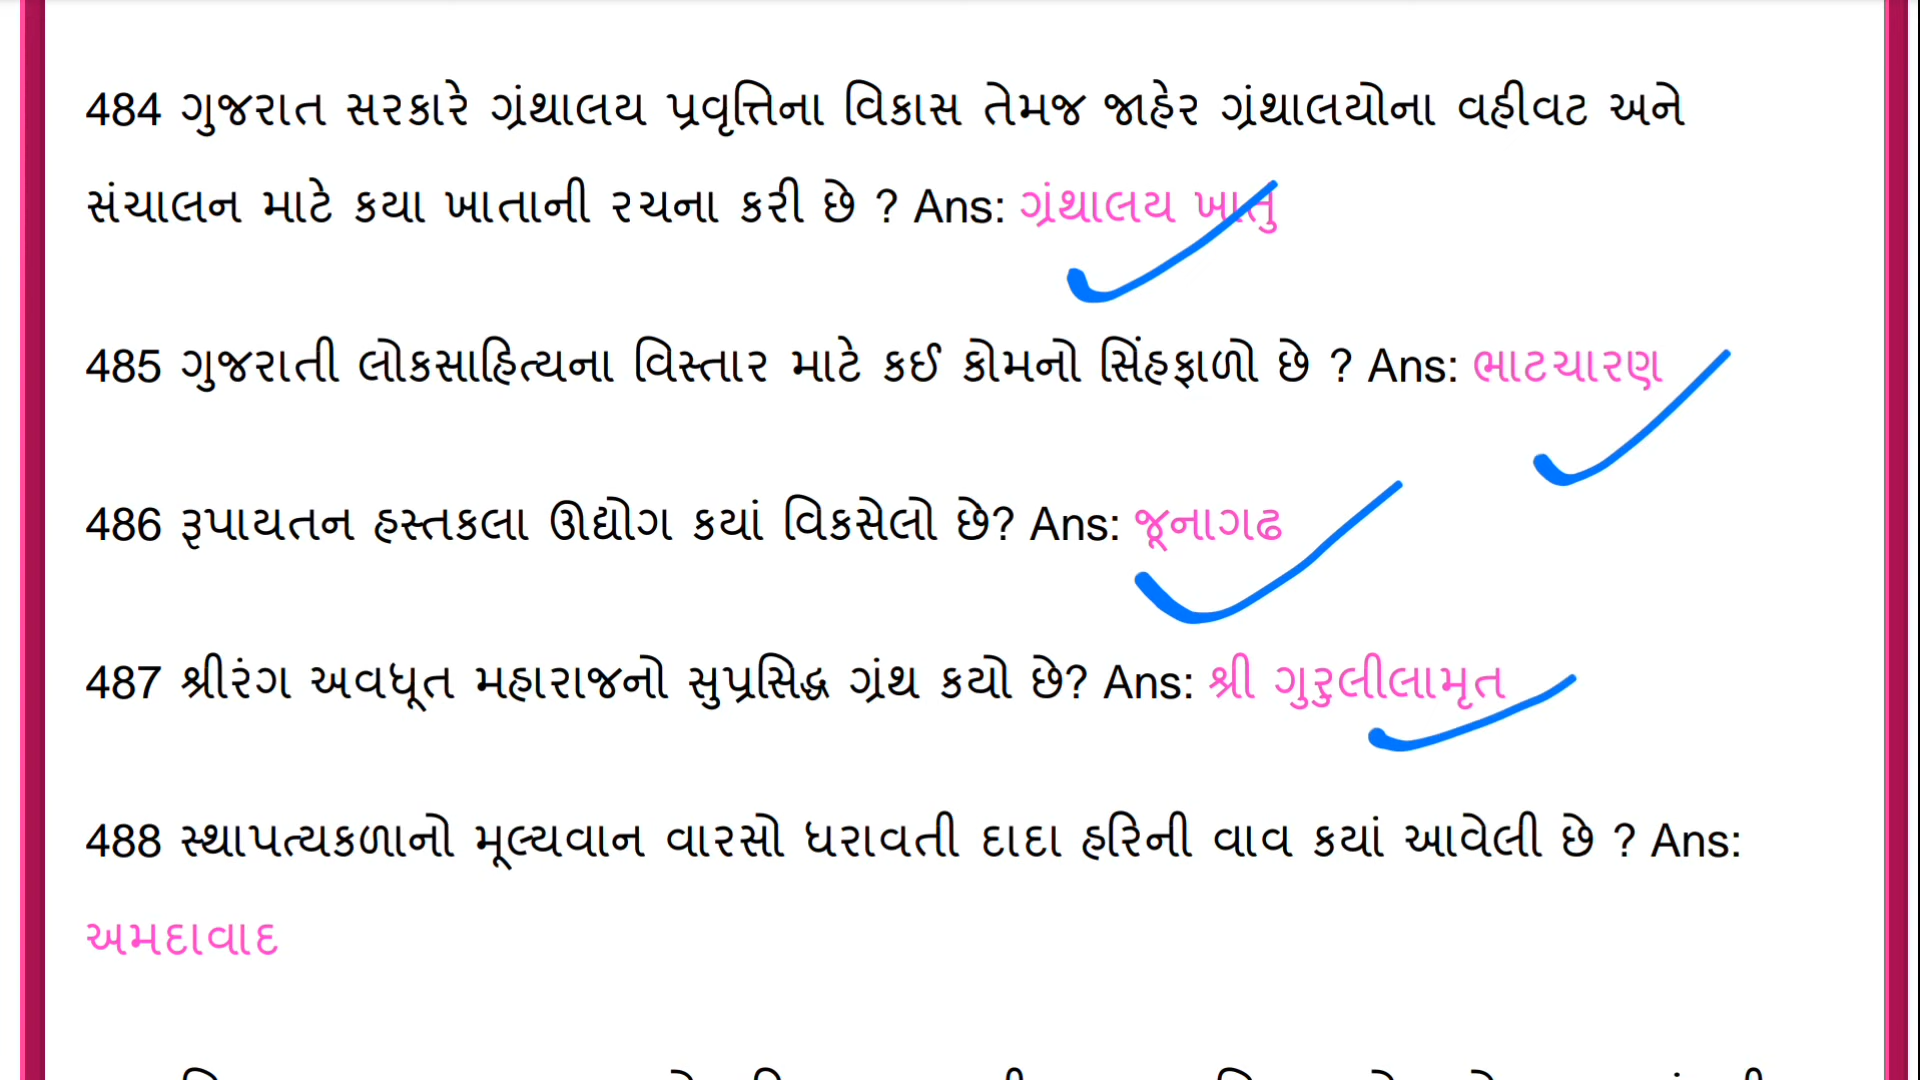 484 ગુજરાત સરકારે ગ્રંથાલય પ્રવૃત્તિના વિકાસ તેમજ જાહેર ગ્રંથાલયોના વહીવટ અને
સંચાલન માટે કયા ખાતાની રચના કરી છે ? Ans: ગ્રંથાલય ખાતું
485 ગુજરાતી લોકસાહિત્યના વિસ્તાર માટે કઈ કોમનો સિંહફાળો છે ? Ans: ભાટચારણ
486 રૂપાયતન હસ્તકલા ઊદ્યોગ કયાં વિકસેલો છે? Ans: જૂનાગઢ
487 શ્રીરંગ અવધૂત મહારાજનો સુપ્રસિદ્ધ ગ્રંથ કયો છે? Ans: શ્રી ગુરુલીલામૃત
488 સ્થાપત્યકળાનો મૂલ્યવાન વારસો ધરાવતી દાદા હરિની વાવ કયાં આવેલી છે ? Ans:
અમદાવાદ